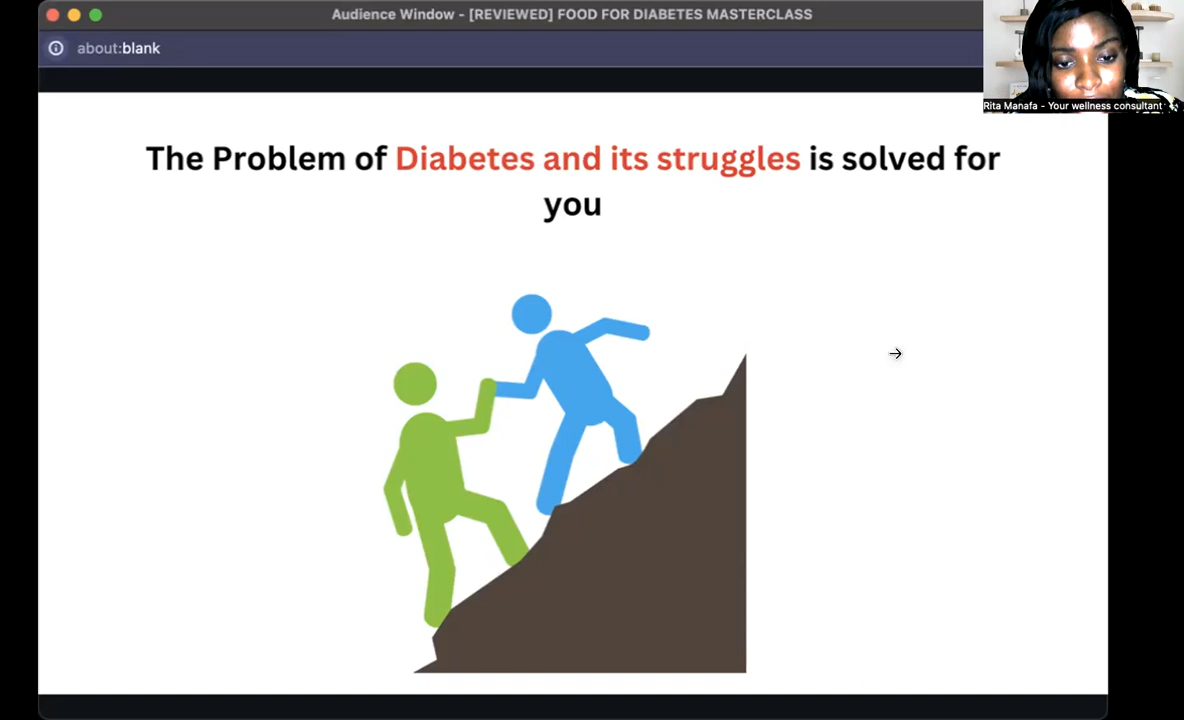 Audience Window - [REVIEWED] FOOD FOR DIABETES MASTERCLASS
about:blank
Rita Manafa - Your wellness consultant
The Problem of Diabetes and its struggles is solved for
you